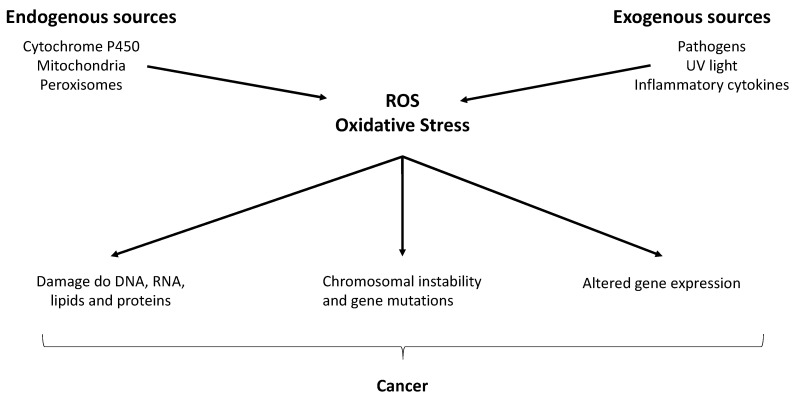 Endogenous sources
Cytochrome P450
Mitochondria
Peroxisomes
Exogenous sources
Pathogens
UV light
Inflammatory cytokines
ROS
Oxidative Stress
Damage do DNA, RNA,
lipids and proteins
Chromosomal instability
and gene mutations
Altered gene expression
Cancer